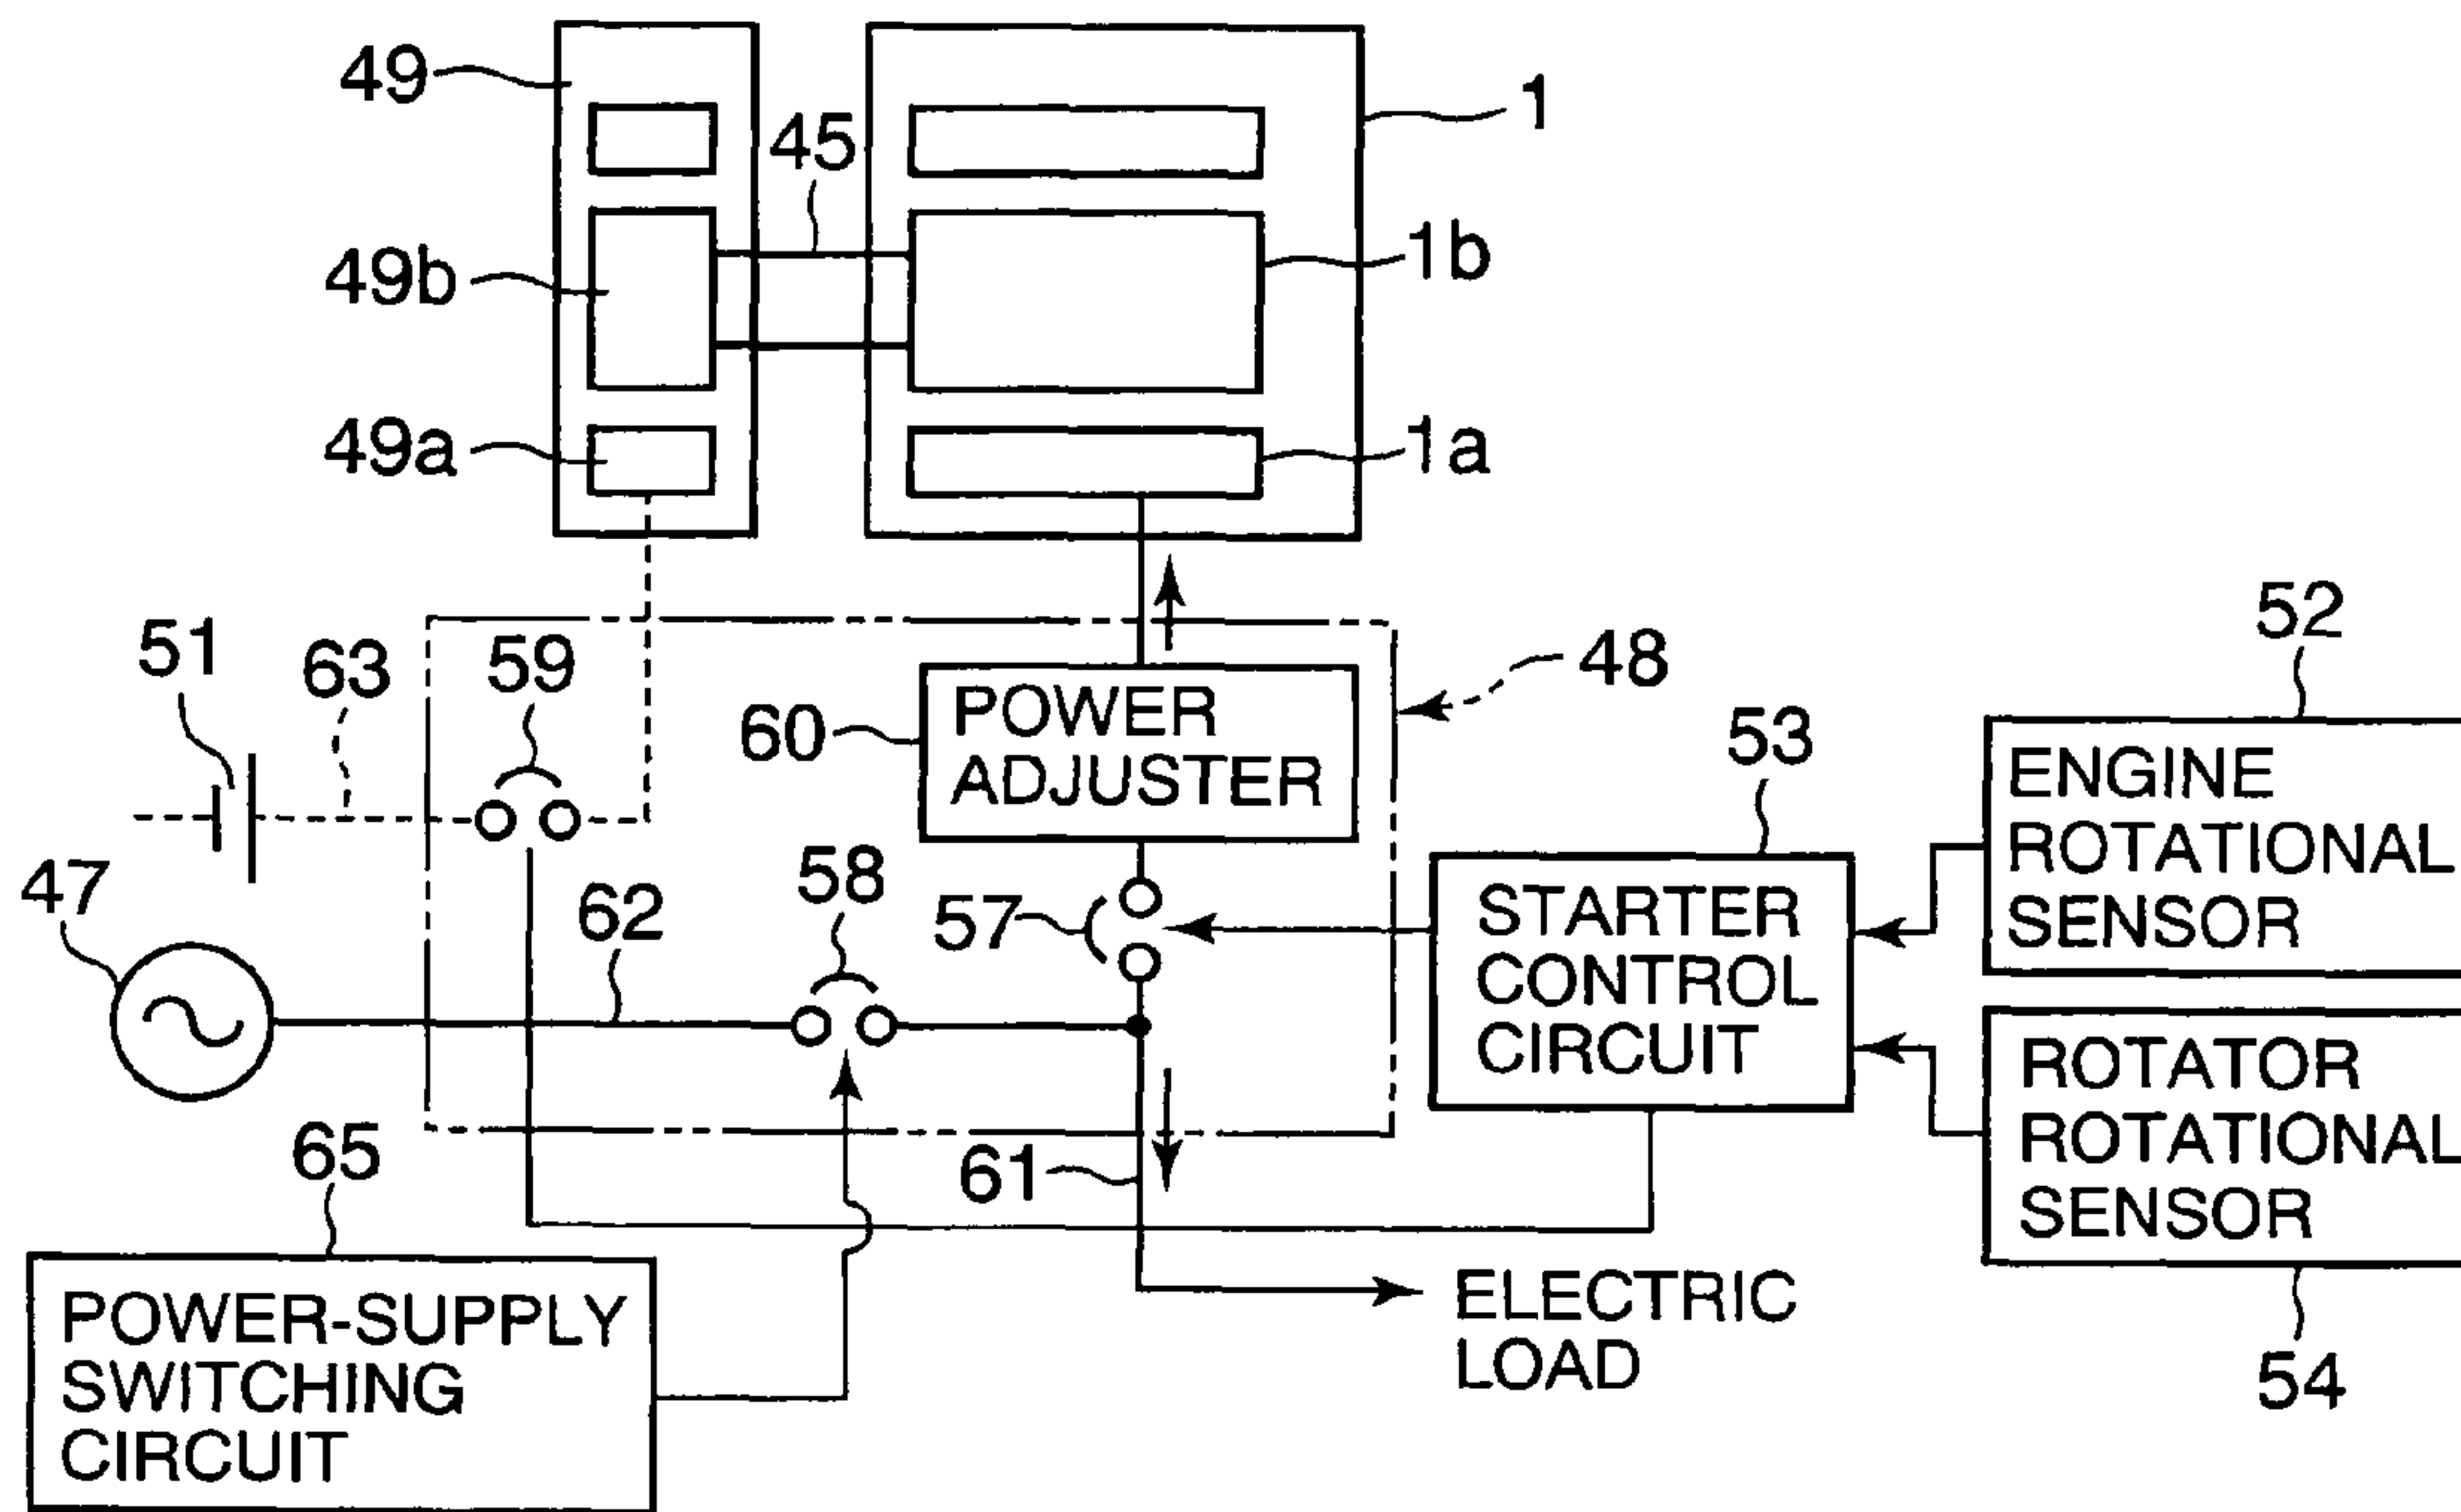 49
45
1
49b
1b
49a
1a
51
63
59
48
52
60
POWER
ADJUSTER
53
ENGINE
ROTATIONAL
SENSOR
47
62
58
57
STARTER
CONTROL
CIRCUIT
ROTATOR
ROTATIONAL
SENSOR
65
61
54
POWER-SUPPLY
SWITCHING
CIRCUIT
ELECTRIC
LOAD